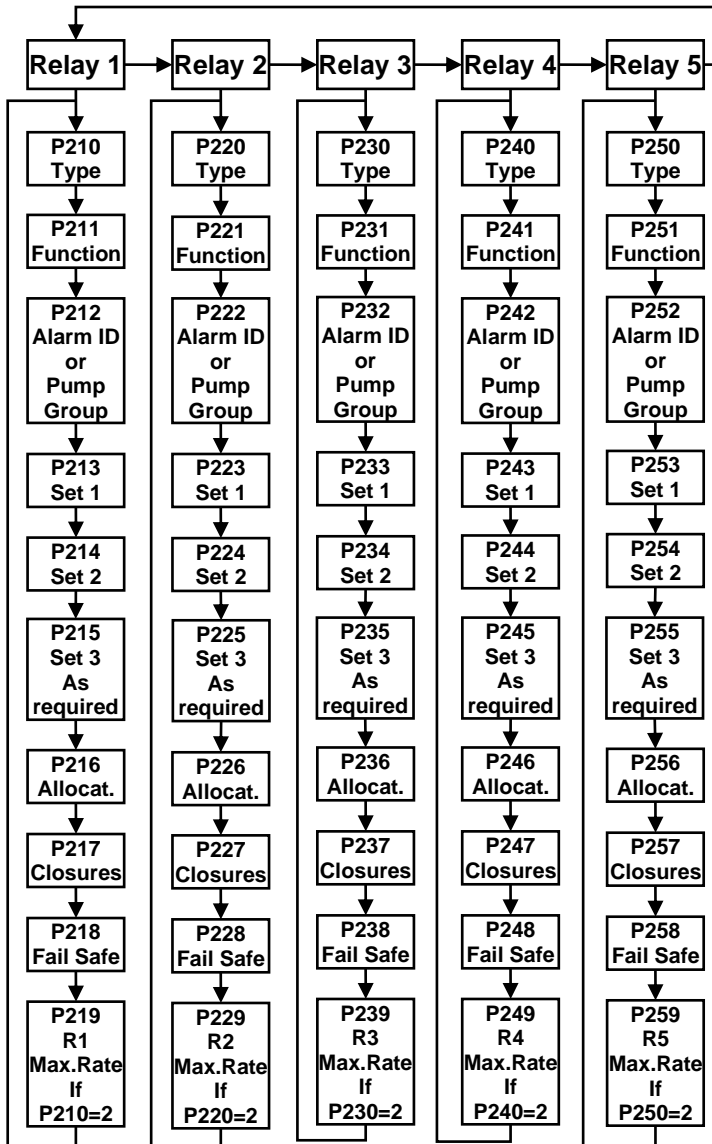 Relay 1
Relay 2
Relay 3
Relay 4
Relay 5
P210
Type
P211
Function
P212
Alarm ID
or
Pump
Group
P213
Set 1
P214
Set 2
P215
Set 3
As
required
P216
Allocat.
P217
Closures
P218
Fail Safe
P219
R1
Max.Rate
If
P210=2
P220
Type
P221
Function
P222
Alarm ID
or
Pump
Group
P223
Set 1
P224
Set 2
P225
Set 3
As
required
P226
Allocat.
P227
Closures
P228
Fail Safe
P229
R2
Max.Rate
If
P220=2
P230
Type
P231
Function
P232
Alarm ID
or
Pump
Group
P233
Set 1
P234
Set 2
P235
Set 3
As
required
P236
Allocat.
P237
Closures
P238
Fail Safe
P239
R3
Max.Rate
If
P230=2
P240
Type
P241
Function
P242
Alarm ID
or
Pump
Group
P243
Set 1
P244
Set 2
P245
Set 3
As
required
P246
Allocat.
P247
Closures
P248
Fail Safe
P249
R4
Max.Rate
If
P240=2
P250
Type
P251
Function
P252
Alarm ID
or
Pump
Group
P253
Set 1
P254
Set 2
P255
Set 3
As
required
P256
Allocat.
P257
Closures
P258
Fail Safe
P259
R5
Max.Rate
If
P250=2